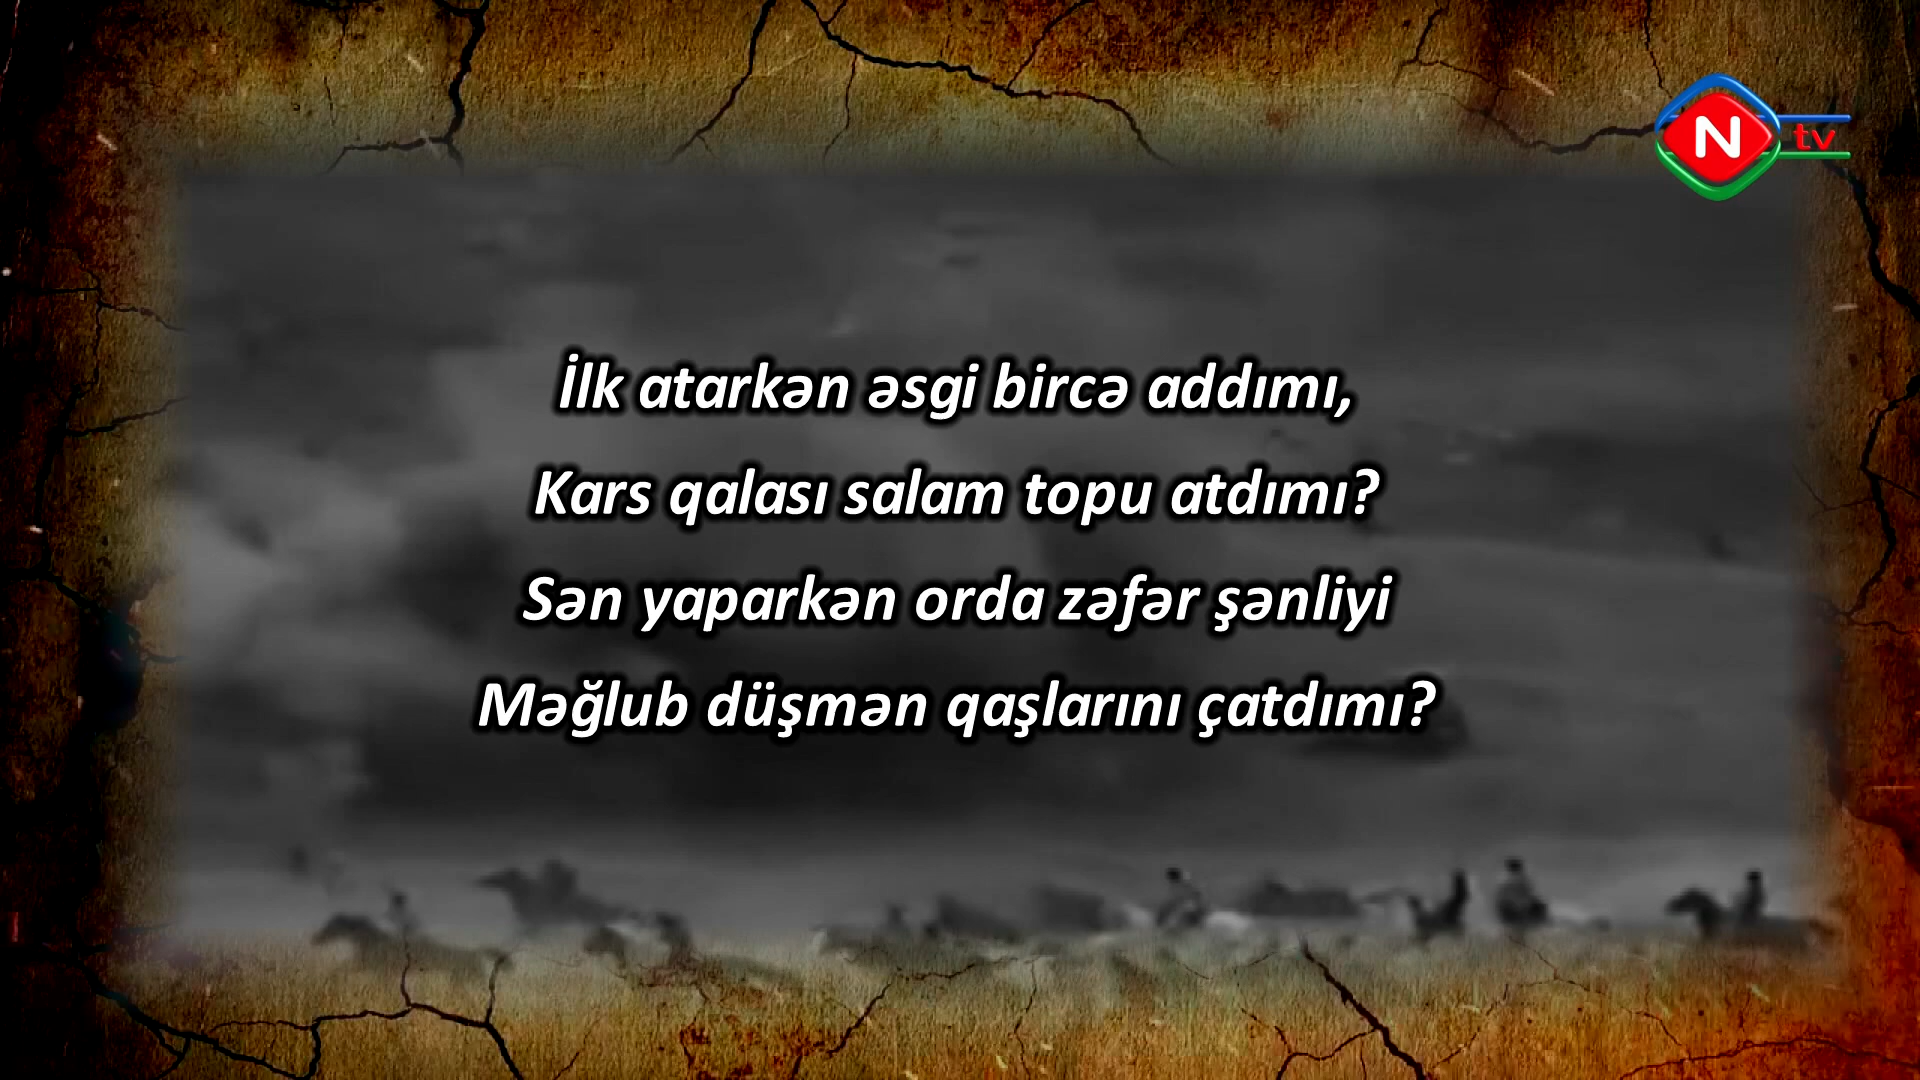 N tv
İlk atarkən əsgi bircə addımı,
Kars qalası salam topu atdımı?
Sən yaparkən orda zəfər şənliyi
Məğlub düşmən qaşlarını çatdımı?